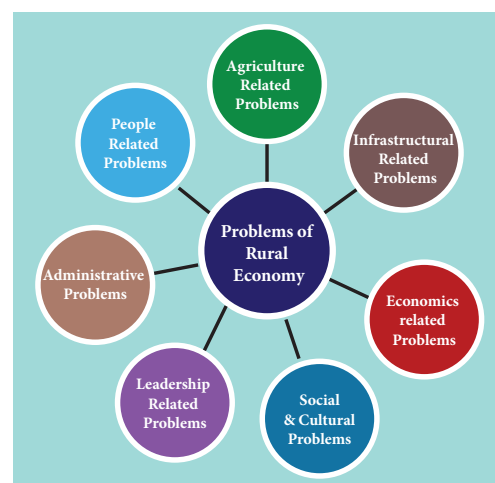 Agriculture
Related
Problems
Infrastructural
Related
Problems
Economics
related
Problems
Social
& Cultural
Problems
Leadership
Related
Problems
Administrative
Problems
People
Related
Problems
Problems of
Rural
Economy